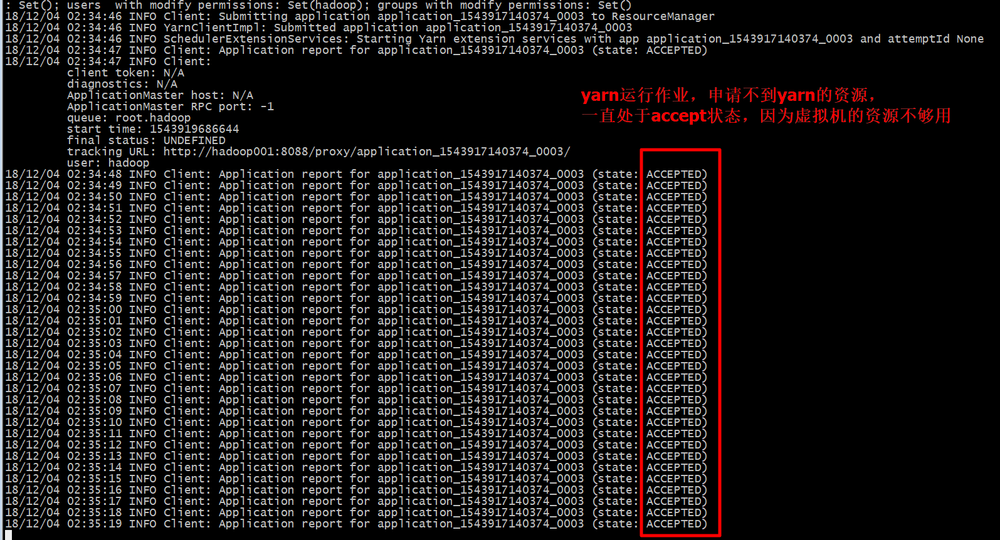 : Set(); users  with modify permissions: Set(hadoop); groups with modify permissions: Set()
18/12/04 02:34:46 INFO Client: Submitting application application_1543917140374_0003 to ResourceManager
18/12/04 02:34:46 INFO YarnClientImpl: Submitted application application_1543917140374_0003
18/12/04 02:34:46 INFO SchedulerExtensionServices: Starting Yarn extension services with app application_1543917140374_0003 and attemptId None
18/12/04 02:34:47 INFO Client: Application report for application_1543917140374_0003 (state: ACCEPTED)
18/12/04 02:34:47 INFO Client:
client token: N/A
diagnostics: N/A
ApplicationMaster host: N/A
ApplicationMaster RPC port: -1
queue: root.hadoop
start time: 1543919686644
final status: UNDEFINED
tracking URL: http://hadoop001:8088/proxy/application_1543917140374_0003/
user: hadoop
yarn运行作业，申请不到yarn的资源，
一直处于accept状态，因为虚拟机的资源不够用
18/12/04 02:34:48 INFO Client: Application report for application_1543917140374_0003 (state: ACCEPTED)
18/12/04 02:34:49 INFO Client: Application report for application_1543917140374_0003 (state: ACCEPTED)
18/12/04 02:34:50 INFO Client: Application report for application_1543917140374_0003 (state: ACCEPTED)
18/12/04 02:34:51 INFO Client: Application report for application_1543917140374_0003 (state: ACCEPTED)
18/12/04 02:34:52 INFO Client: Application report for application_1543917140374_0003 (state: ACCEPTED)
18/12/04 02:34:53 INFO Client: Application report for application_1543917140374_0003 (state: ACCEPTED)
18/12/04 02:34:54 INFO Client: Application report for application_1543917140374_0003 (state: ACCEPTED)
18/12/04 02:34:55 INFO Client: Application report for application_1543917140374_0003 (state: ACCEPTED)
18/12/04 02:34:56 INFO Client: Application report for application_1543917140374_0003 (state: ACCEPTED)
18/12/04 02:34:57 INFO Client: Application report for application_1543917140374_0003 (state: ACCEPTED)
18/12/04 02:34:58 INFO Client: Application report for application_1543917140374_0003 (state: ACCEPTED)
18/12/04 02:34:59 INFO Client: Application report for application_1543917140374_0003 (state: ACCEPTED)
18/12/04 02:35:00 INFO Client: Application report for application_1543917140374_0003 (state: ACCEPTED)
18/12/04 02:35:01 INFO Client: Application report for application_1543917140374_0003 (state: ACCEPTED)
18/12/04 02:35:02 INFO Client: Application report for application_1543917140374_0003 (state: ACCEPTED)
18/12/04 02:35:03 INFO Client: Application report for application_1543917140374_0003 (state: ACCEPTED)
18/12/04 02:35:04 INFO Client: Application report for application_1543917140374_0003 (state: ACCEPTED)
18/12/04 02:35:05 INFO Client: Application report for application_1543917140374_0003 (state: ACCEPTED)
18/12/04 02:35:06 INFO Client: Application report for application_1543917140374_0003 (state: ACCEPTED)
18/12/04 02:35:07 INFO Client: Application report for application_1543917140374_0003 (state: ACCEPTED)
18/12/04 02:35:08 INFO Client: Application report for application_1543917140374_0003 (state: ACCEPTED)
18/12/04 02:35:09 INFO Client: Application report for application_1543917140374_0003 (state: ACCEPTED)
18/12/04 02:35:10 INFO Client: Application report for application_1543917140374_0003 (state: ACCEPTED)
18/12/04 02:35:11 INFO Client: Application report for application_1543917140374_0003 (state: ACCEPTED)
18/12/04 02:35:12 INFO Client: Application report for application_1543917140374_0003 (state: ACCEPTED)
18/12/04 02:35:13 INFO Client: Application report for application_1543917140374_0003 (state: ACCEPTED)
18/12/04 02:35:14 INFO Client: Application report for application_1543917140374_0003 (state: ACCEPTED)
18/12/04 02:35:15 INFO Client: Application report for application_1543917140374_0003 (state: ACCEPTED)
18/12/04 02:35:16 INFO Client: Application report for application_1543917140374_0003 (state: ACCEPTED)
18/12/04 02:35:17 INFO Client: Application report for application_1543917140374_0003 (state: ACCEPTED)
18/12/04 02:35:18 INFO Client: Application report for application_1543917140374_0003 (state: ACCEPTED)
18/12/04 02:35:19 INFO Client: Application report for application_1543917140374_0003 (state: ACCEPTED)